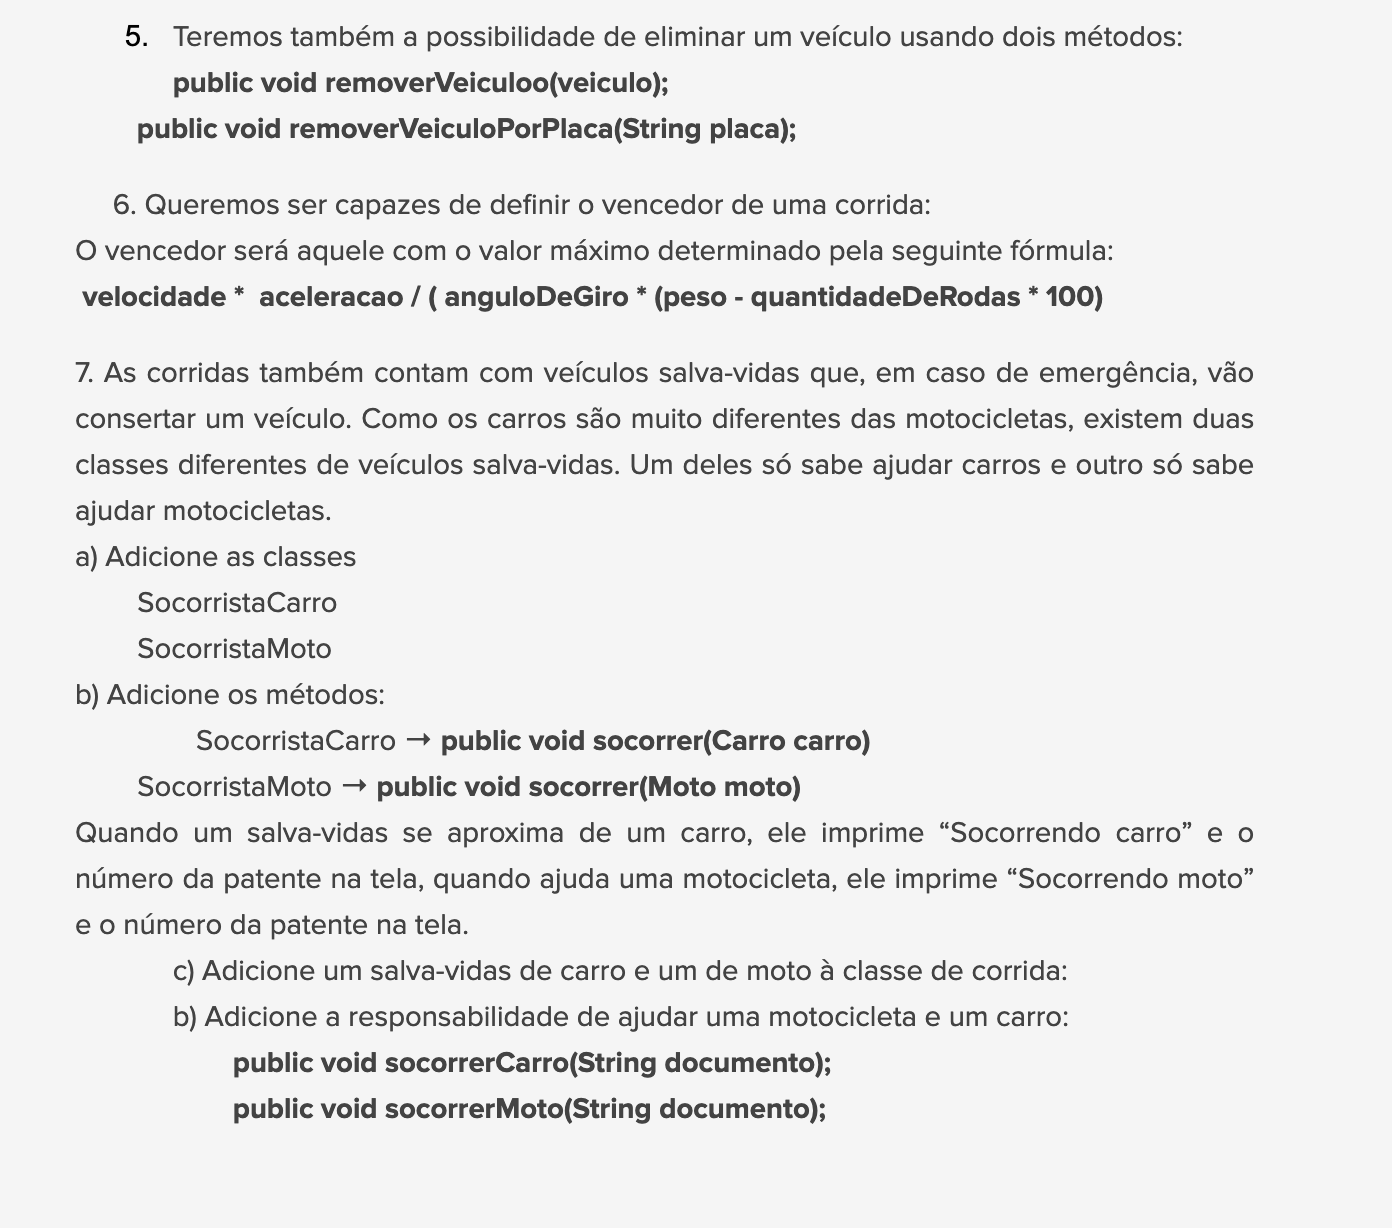 5. Teremos também a possibilidade de eliminar um veículo usando dois métodos:
public void removerVeiculoo(veiculo);
public void removerVeiculoPorPlaca(String placa);
6. Queremos ser capazes de definir o vencedor de uma corrida:
O vencedor será aquele com o valor máximo determinado pela seguinte fórmula:
velocidade * aceleracao / ( anguloDeGiro * (peso - quantidadeDeRodas * 100)
7. As corridas também contam com veículos salva-vidas que, em caso de emergência, vão
consertar um veículo. Como os carros são muito diferentes das motocicletas, existem duas
classes diferentes de veículos salva-vidas. Um deles só sabe ajudar carros e outro só sabe
ajudar motocicletas.
a) Adicione as classes
SocorristaCarro
SocorristaMoto
b) Adicione os métodos:
SocorristaCarro → public void socorrer(Carro carro)
SocorristaMoto → public void socorrer(Moto moto)
Quando um salva-vidas se aproxima de um carro, ele imprime “Socorrendo carro” e o
número da patente na tela, quando ajuda uma motocicleta, ele imprime “Socorrendo moto”
e o número da patente na tela.
c) Adicione um salva-vidas de carro e um de moto à classe de corrida:
b) Adicione a responsabilidade de ajudar uma motocicleta e um carro:
public void socorrerCarro(String documento);
public void socorrerMoto(String documento);